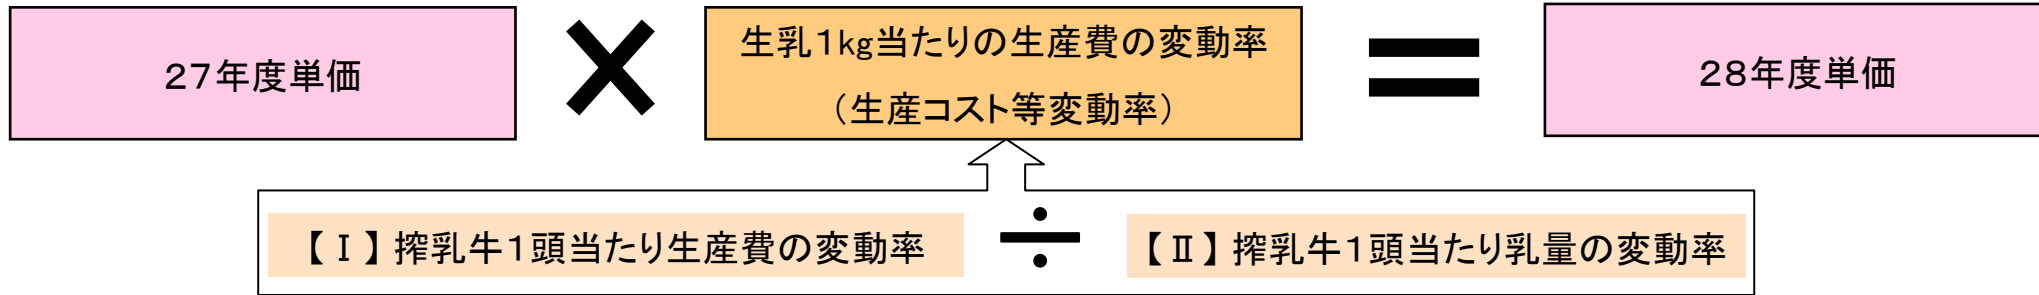 27年度単価
×
生乳1kg当たりの生産費の変動率
(生産コスト等変動率)
=
28年度単価
【Ⅰ】搾乳牛1頭当たり生産費の変動率
÷
【Ⅱ】搾乳牛1頭当たり乳量の変動率